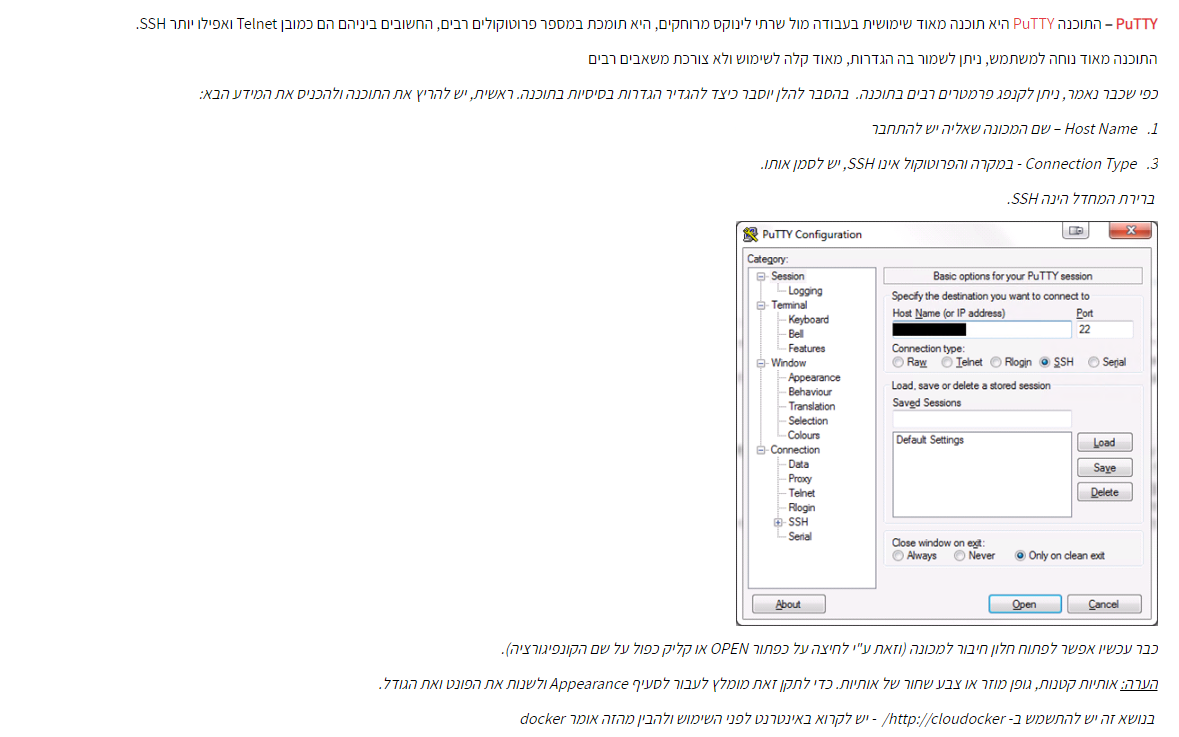 PuTTY – התוכנה PuTTY היא תוכנה מאוד שימושית בעבודה מול שרתי לינוקס מרוחקים, היא תומכת במספר פרוטוקולים רבים, החשובים ביניהם הם כמובן Telnet ואפילו יותר SSH.
התוכנה מאוד נוחה למשתמש, ניתן לשמור בה הגדרות, מאוד קלה לשימוש ולא צורכת משאבים רבים
כפי שכבר נאמר, ניתן לקנפג פרמטרים רבים בתוכנה. בהסבר להלן יוסבר כיצד להגדיר הגדרות בסיסיות בתוכנה. ראשית, יש להריץ את התוכנה ולהכניס את המידע הבא:
1. Host Name – שם המכונה שאליה יש להתחבר
3. Connection Type - במקרה והפרוטוקול אינו SSH, יש לסמן אותו.
ברירת המחדל הינה SSH.
PuTTY Configuration
Category:
Session
Logging
Terminal
Keyboard
Bell
Features
Window
Appearance
Behaviour
Translation
Selection
Colours
Connection
Data
Proxy
Telnet
Rlogin
SSH
Serial
Basic options for your PuTTY session
Specify the destination you want to connect to
Host Name (or IP address) Port
22
Connection type:
Raw Telnet Rlogin SSH Serial
Load, save or delete a stored session
Saved Sessions
Default Settings
Load
Save
Delete
Close window on exit:
Always Never Only on clean exit
About Open Cancel
כבר עכשיו אפשר לפתוח חלון חיבור למכונה (וזאת ע"י לחיצה על כפתור OPEN או קליק כפול על שם הקונפיגורציה).
הערה: אותיות קטנות, גופן מוזר או צבע שחור של אותיות. כדי לתקן זאת מומלץ לעבור לסעיף Appearance ולשנות את הפונט ואת הגודל.
בנושא זה יש להתשמש ב- http://cloudocker/ - יש לקרוא באינטרנט לפני השימוש ולהבין מהזה אומר docker